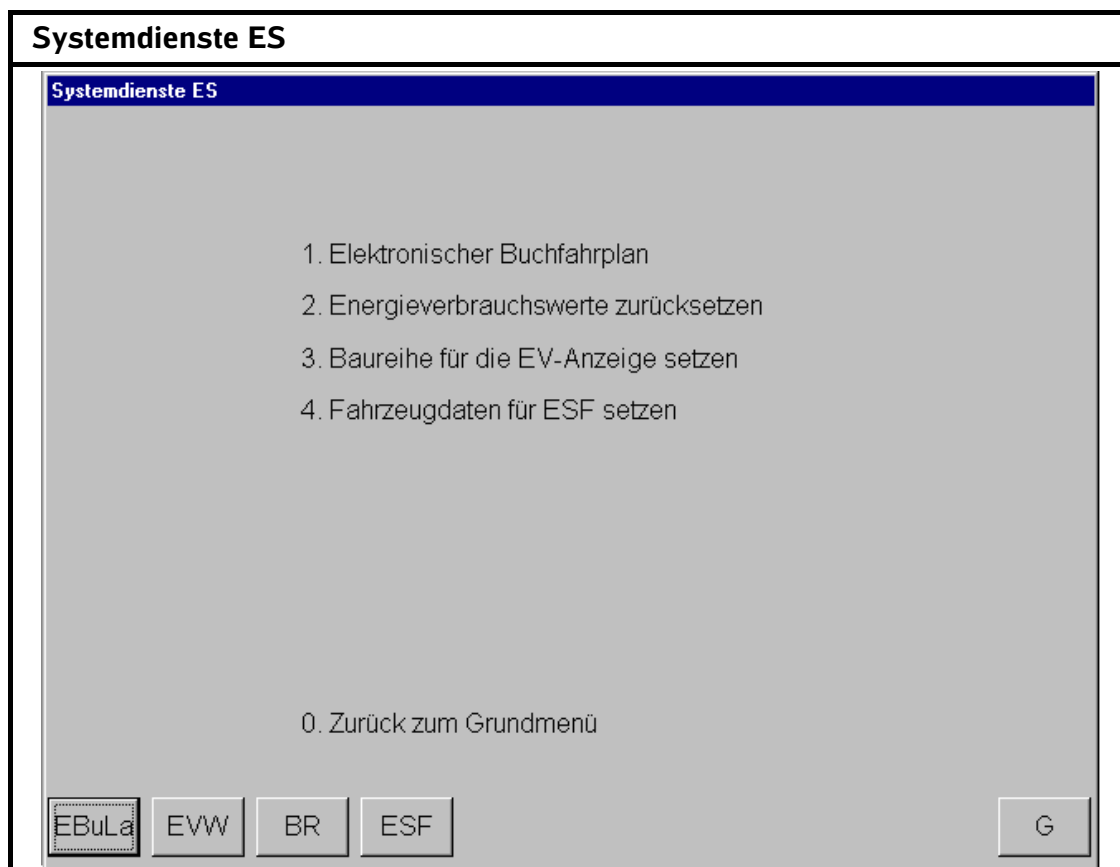 Systemdienste ES
Systemdienste ES
1. Elektronischer Buchfahrplan
2. Energieverbrauchswerte zurücksetzen
3. Baureihe für die EV-Anzeige setzen
4. Fahrzeugdaten für ESF setzen
0. Zurück zum Grundmenü
EBuLa EVW BR ESF G